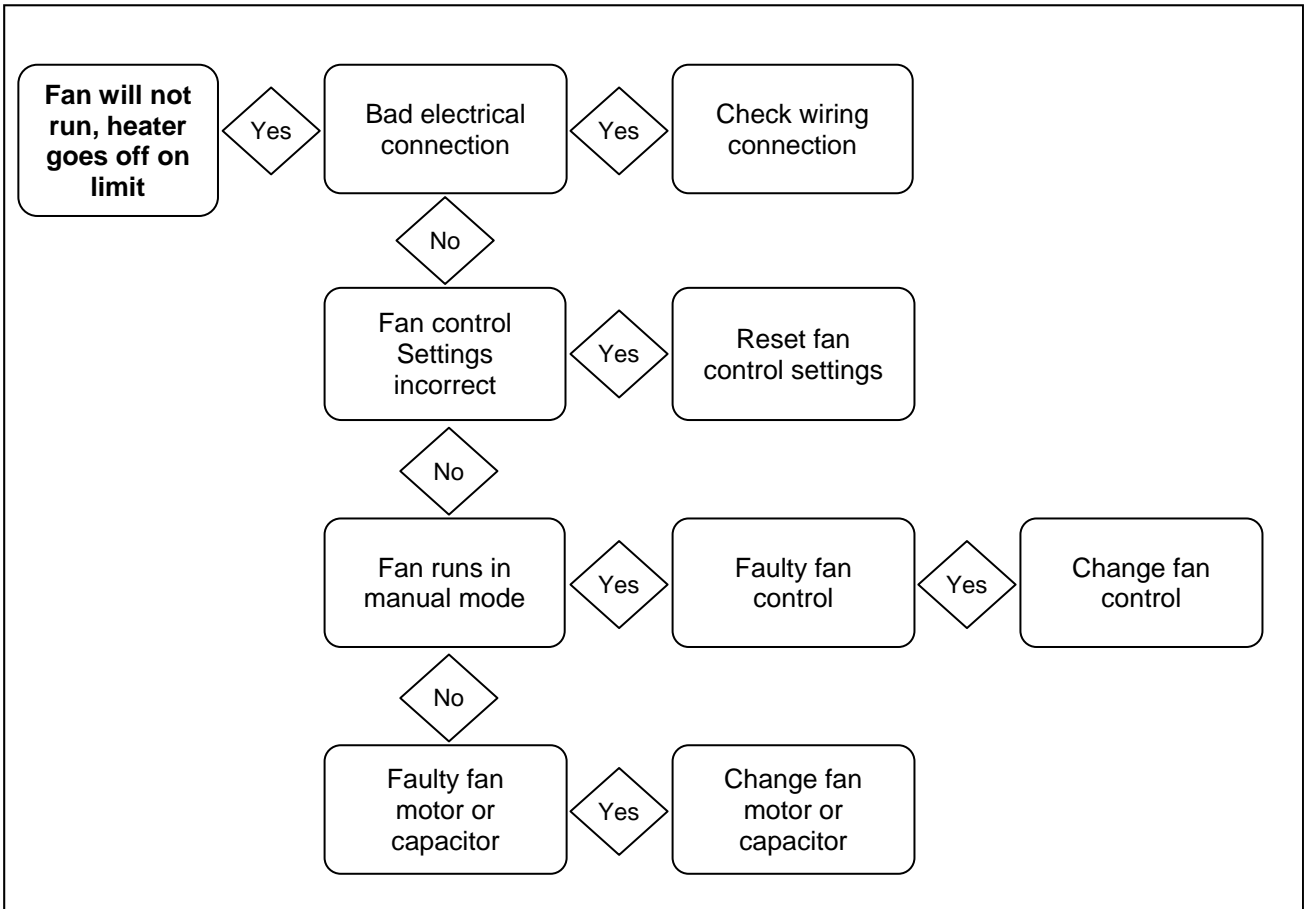 Fan will not
run, heater
goes off on
limit
Yes
Bad electrical
connection
Yes
Check wiring
connection
No
Fan control
Settings
incorrect
Yes
Reset fan
control settings
No
Fan runs in
manual mode
Yes
Faulty fan
control
Yes
Change fan
control
No
Faulty fan
motor or
capacitor
Yes
Change fan
motor or
capacitor